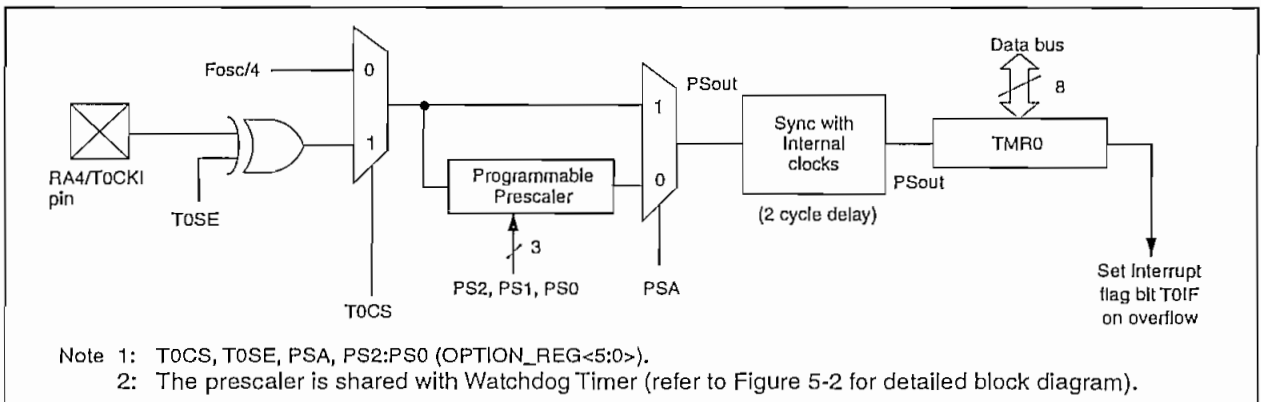 Data bus
8
Fosc/4
0
1
RA4/T0CKI
pin
T0SE
T0CS
Programmable
Prescaler
3
PS2, PS1, PS0
1
0
PSA
PSout
Sync with
Internal
clocks
(2 cycle delay)
PSout
TMR0
Set Interrupt
flag bit T0IF
on overflow
Note 1: T0CS, T0SE, PSA, PS2:PS0 (OPTION_REG<5:0>).
2: The prescaler is shared with Watchdog Timer (refer to Figure 5-2 for detailed block diagram).